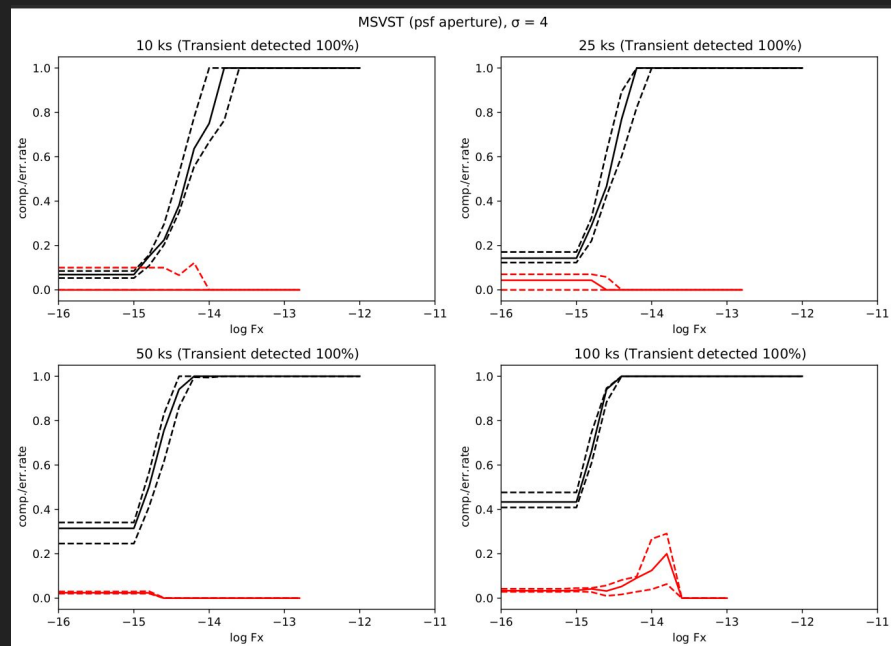 MSVST (psf aperture), σ = 4
10 ks (Transient detected 100%)
1.0
0.8
0.6
0.4
0.2
0.0
comp./err.rate
−16 −15 −14 −13 −12 −11
log Fx
25 ks (Transient detected 100%)
1.0
0.8
0.6
0.4
0.2
0.0
comp./err.rate
−16 −15 −14 −13 −12 −11
log Fx
50 ks (Transient detected 100%)
1.0
0.8
0.6
0.4
0.2
0.0
comp./err.rate
−16 −15 −14 −13 −12 −11
log Fx
100 ks (Transient detected 100%)
1.0
0.8
0.6
0.4
0.2
0.0
comp./err.rate
−16 −15 −14 −13 −12 −11
log Fx